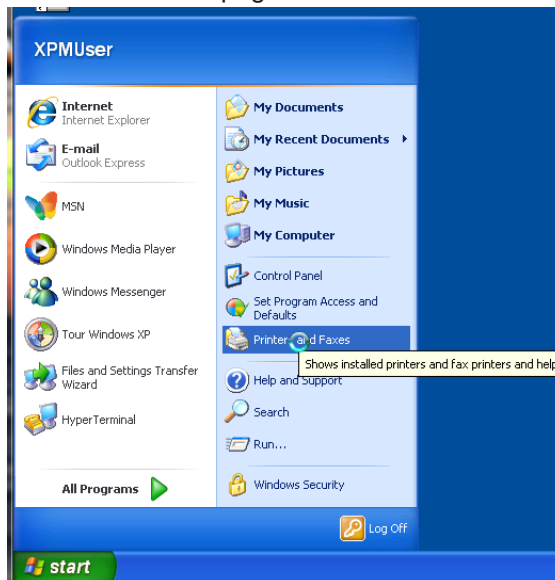 XPMUser
Internet
Internet Explorer
E-mail
Outlook Express
MSN
Windows Media Player
Windows Messenger
Tour Windows XP
Files and Settings Transfer
Wizard
HyperTerminal
All Programs
My Documents
My Recent Documents
My Pictures
My Music
My Computer
Control Panel
Set Program Access and
Defaults
Printers and Faxes
Shows installed printers and fax printers and help
Help and Support
Search
Run...
Windows Security
Log Off
start